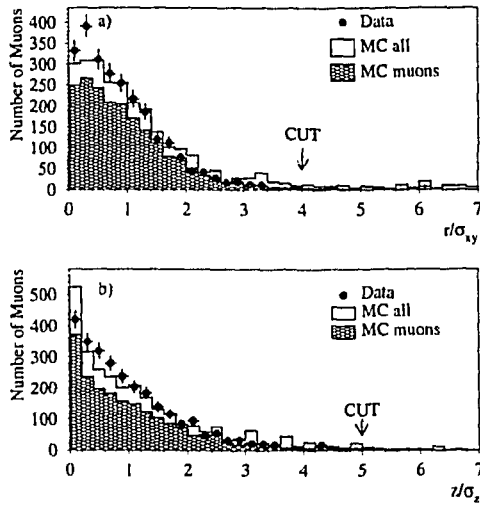 a)
Data
MC all
MC muons
CUT
Number of Muons
400
350
300
250
200
150
100
50
0
0 1 2 3 4 5 6 7
r/σxy
b)
Data
MC all
MC muons
CUT
Number of Muons
500
400
300
200
100
0
0 1 2 3 4 5 6 7
z/σz